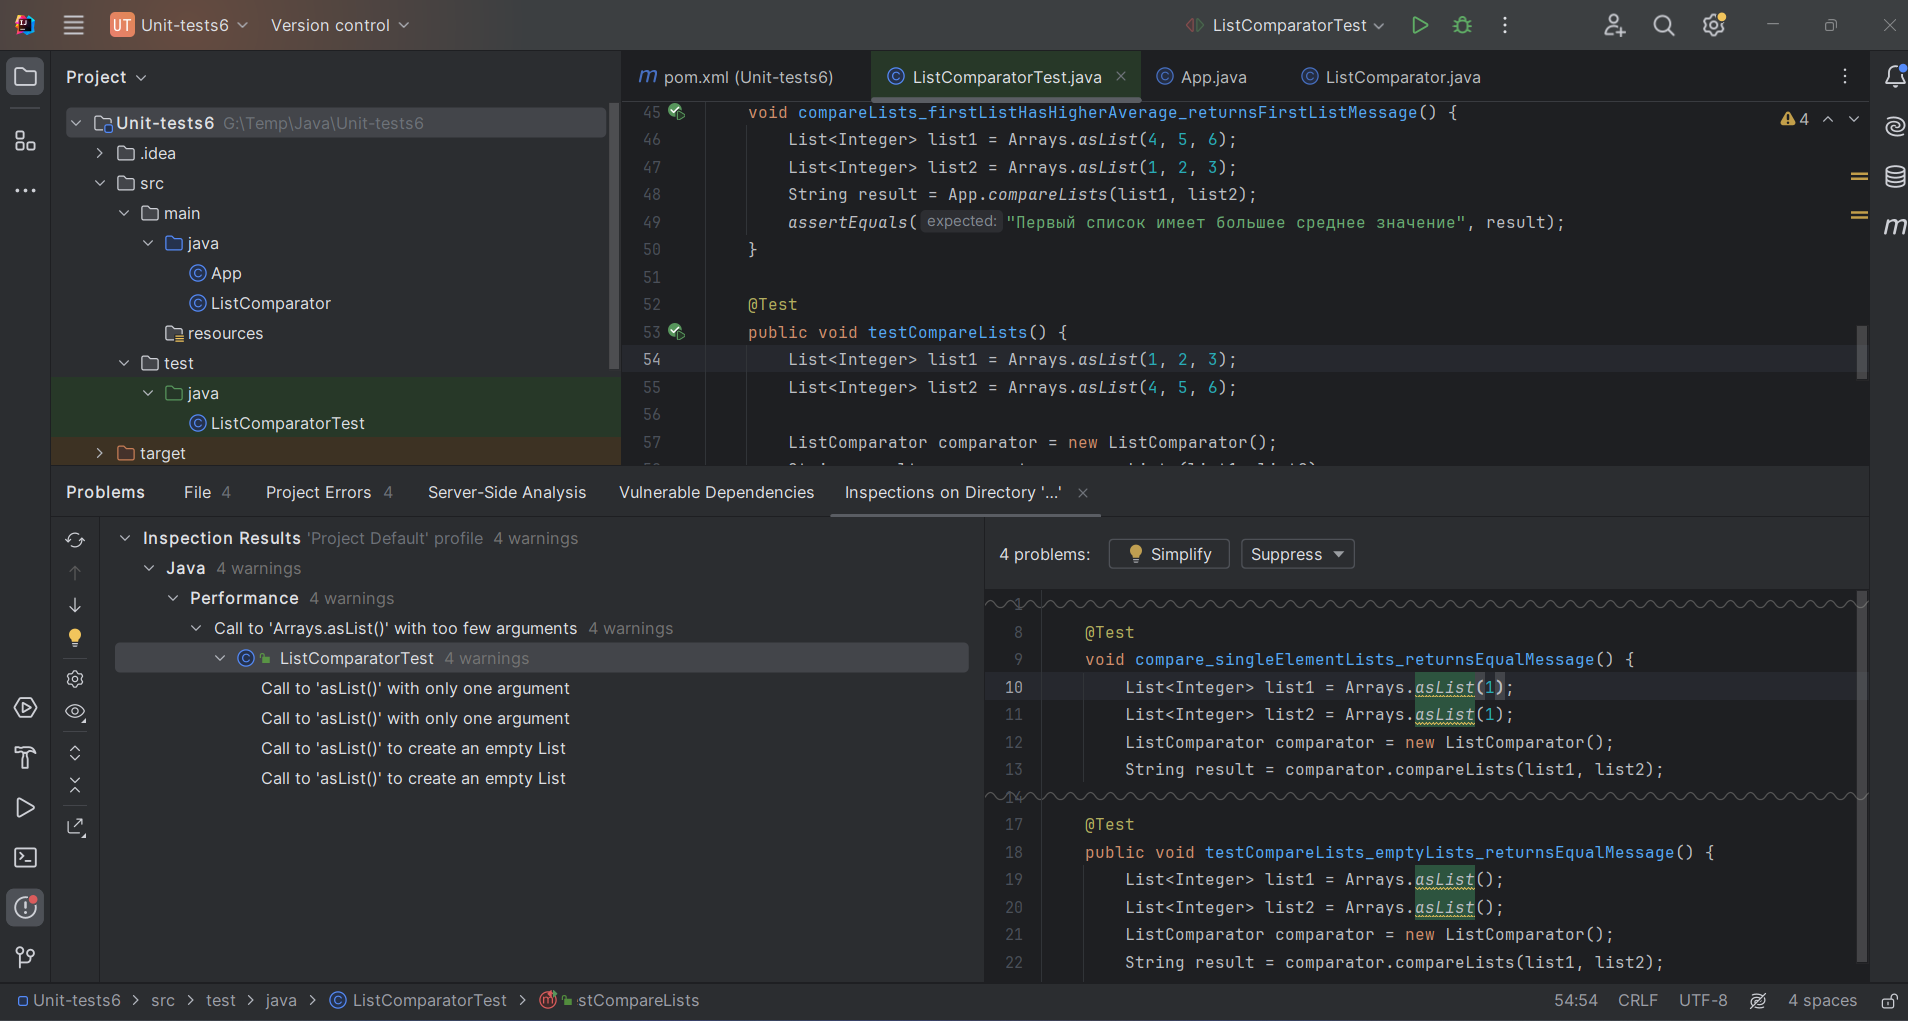 UT Unit-tests6 Version control ListComparatorTest
Project
Unit-tests6 G:\Temp\Java\Unit-tests6
.idea
src
main
java
App
ListComparator
resources
test
java
ListComparatorTest
target
m pom.xml (Unit-tests6) ListComparatorTest.java App.java ListComparator.java
4
45 void compareLists_firstListHasHigherAverage_returnsFirstListMessage() {
46 List<Integer> list1 = Arrays.asList(4, 5, 6);
47 List<Integer> list2 = Arrays.asList(1, 2, 3);
48 String result = App.compareLists(list1, list2);
49 assertEquals( expected: "Первый список имеет большее среднее значение", result);
50 }
51
52 @Test
53 public void testCompareLists() {
54 List<Integer> list1 = Arrays.asList(1, 2, 3);
55 List<Integer> list2 = Arrays.asList(4, 5, 6);
56
57 ListComparator comparator = new ListComparator();
Problems File 4 Project Errors 4 Server-Side Analysis Vulnerable Dependencies Inspections on Directory '...'
Inspection Results 'Project Default' profile 4 warnings
Java 4 warnings
Performance 4 warnings
Call to 'Arrays.asList()' with too few arguments 4 warnings
ListComparatorTest 4 warnings
Call to 'asList()' with only one argument
Call to 'asList()' with only one argument
Call to 'asList()' to create an empty List
Call to 'asList()' to create an empty List
4 problems: Simplify Suppress
1
8 @Test
9 void compare_singleElementLists_returnsEqualMessage() {
10 List<Integer> list1 = Arrays.asList(1);
11 List<Integer> list2 = Arrays.asList(1);
12 ListComparator comparator = new ListComparator();
13 String result = comparator.compareLists(list1, list2);
14
17 @Test
18 public void testCompareLists_emptyLists_returnsEqualMessage() {
19 List<Integer> list1 = Arrays.asList();
20 List<Integer> list2 = Arrays.asList();
21 ListComparator comparator = new ListComparator();
22 String result = comparator.compareLists(list1, list2);
Unit-tests6 > src > test > java > ListComparatorTest > stCompareLists 54:54 CRLF UTF-8 4 spaces